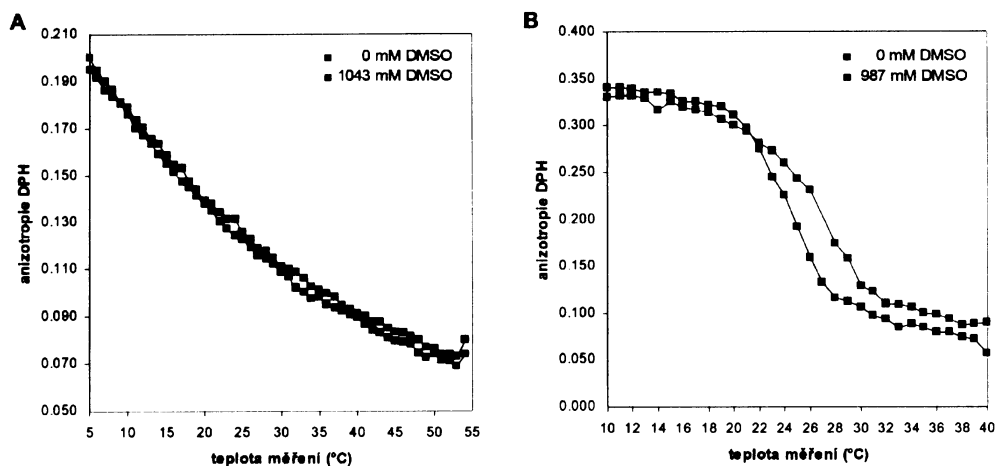 A
0.210
0.190
0.170
0.150
0.130
0.110
0.090
0.070
0.050
anizotropie DPH
0 mM DMSO
1043 mM DMSO
5 10 15 20 25 30 35 40 45 50 55
teplota měření (°C)
B
0.400
0.350
0.300
0.250
0.200
0.150
0.100
0.050
0.000
anizotropie DPH
0 mM DMSO
987 mM DMSO
10 12 14 16 18 20 22 24 26 28 30 32 34 36 38 40
teplota měření (°C)